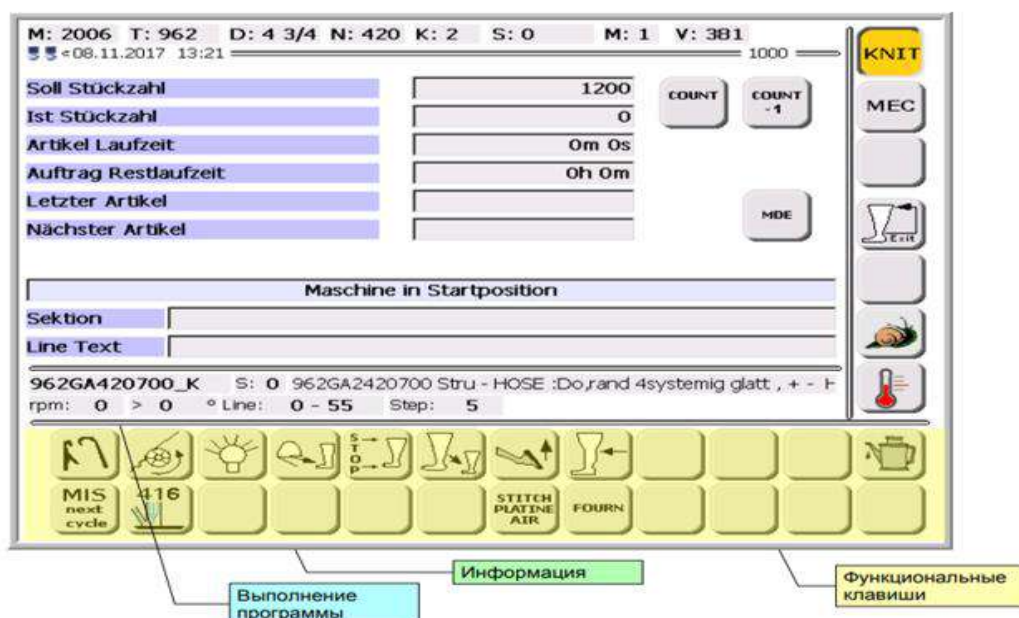 M: 2006 T: 962 D: 4 3/4 N: 420 K: 2 S: 0 M: 1 V: 381
«08.11.2017 13:21 1000
KNIT
Soll Stückzahl 1200 COUNT COUNT -1
MEC
Ist Stückzahl 0
Artikel Laufzeit 0m 0s
Auftrag Restlaufzeit 0h 0m
Letzter Artikel
MDE
Nächster Artikel
Exit
Maschine in Startposition
Sektion
Line Text
962GA420700_K S: 0 962GA2420700 Stru - HOSE :Do,rand 4systemig glatt , + - H
rpm: 0 > 0 ° Line: 0 - 55 Step: 5
STOP
MIS next cycle
416
STITCH PLATINE AIR
FOURN
Информация
Функциональные клавиши
Выполнение программы